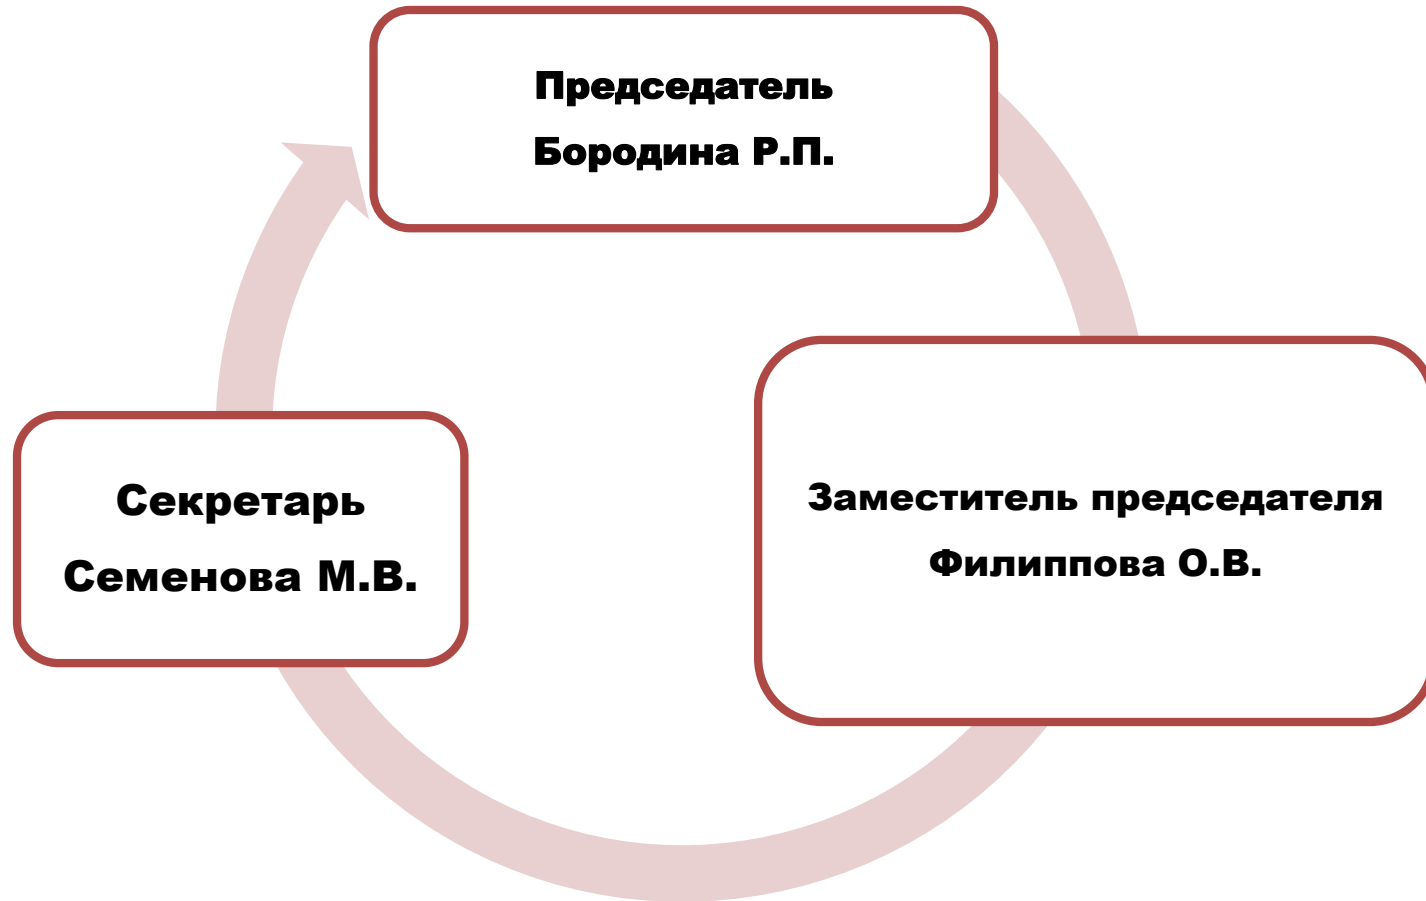 Председатель
Бородина Р.П.
Заместитель председателя
Филиппова О.В.
Секретарь
Семенова М.В.